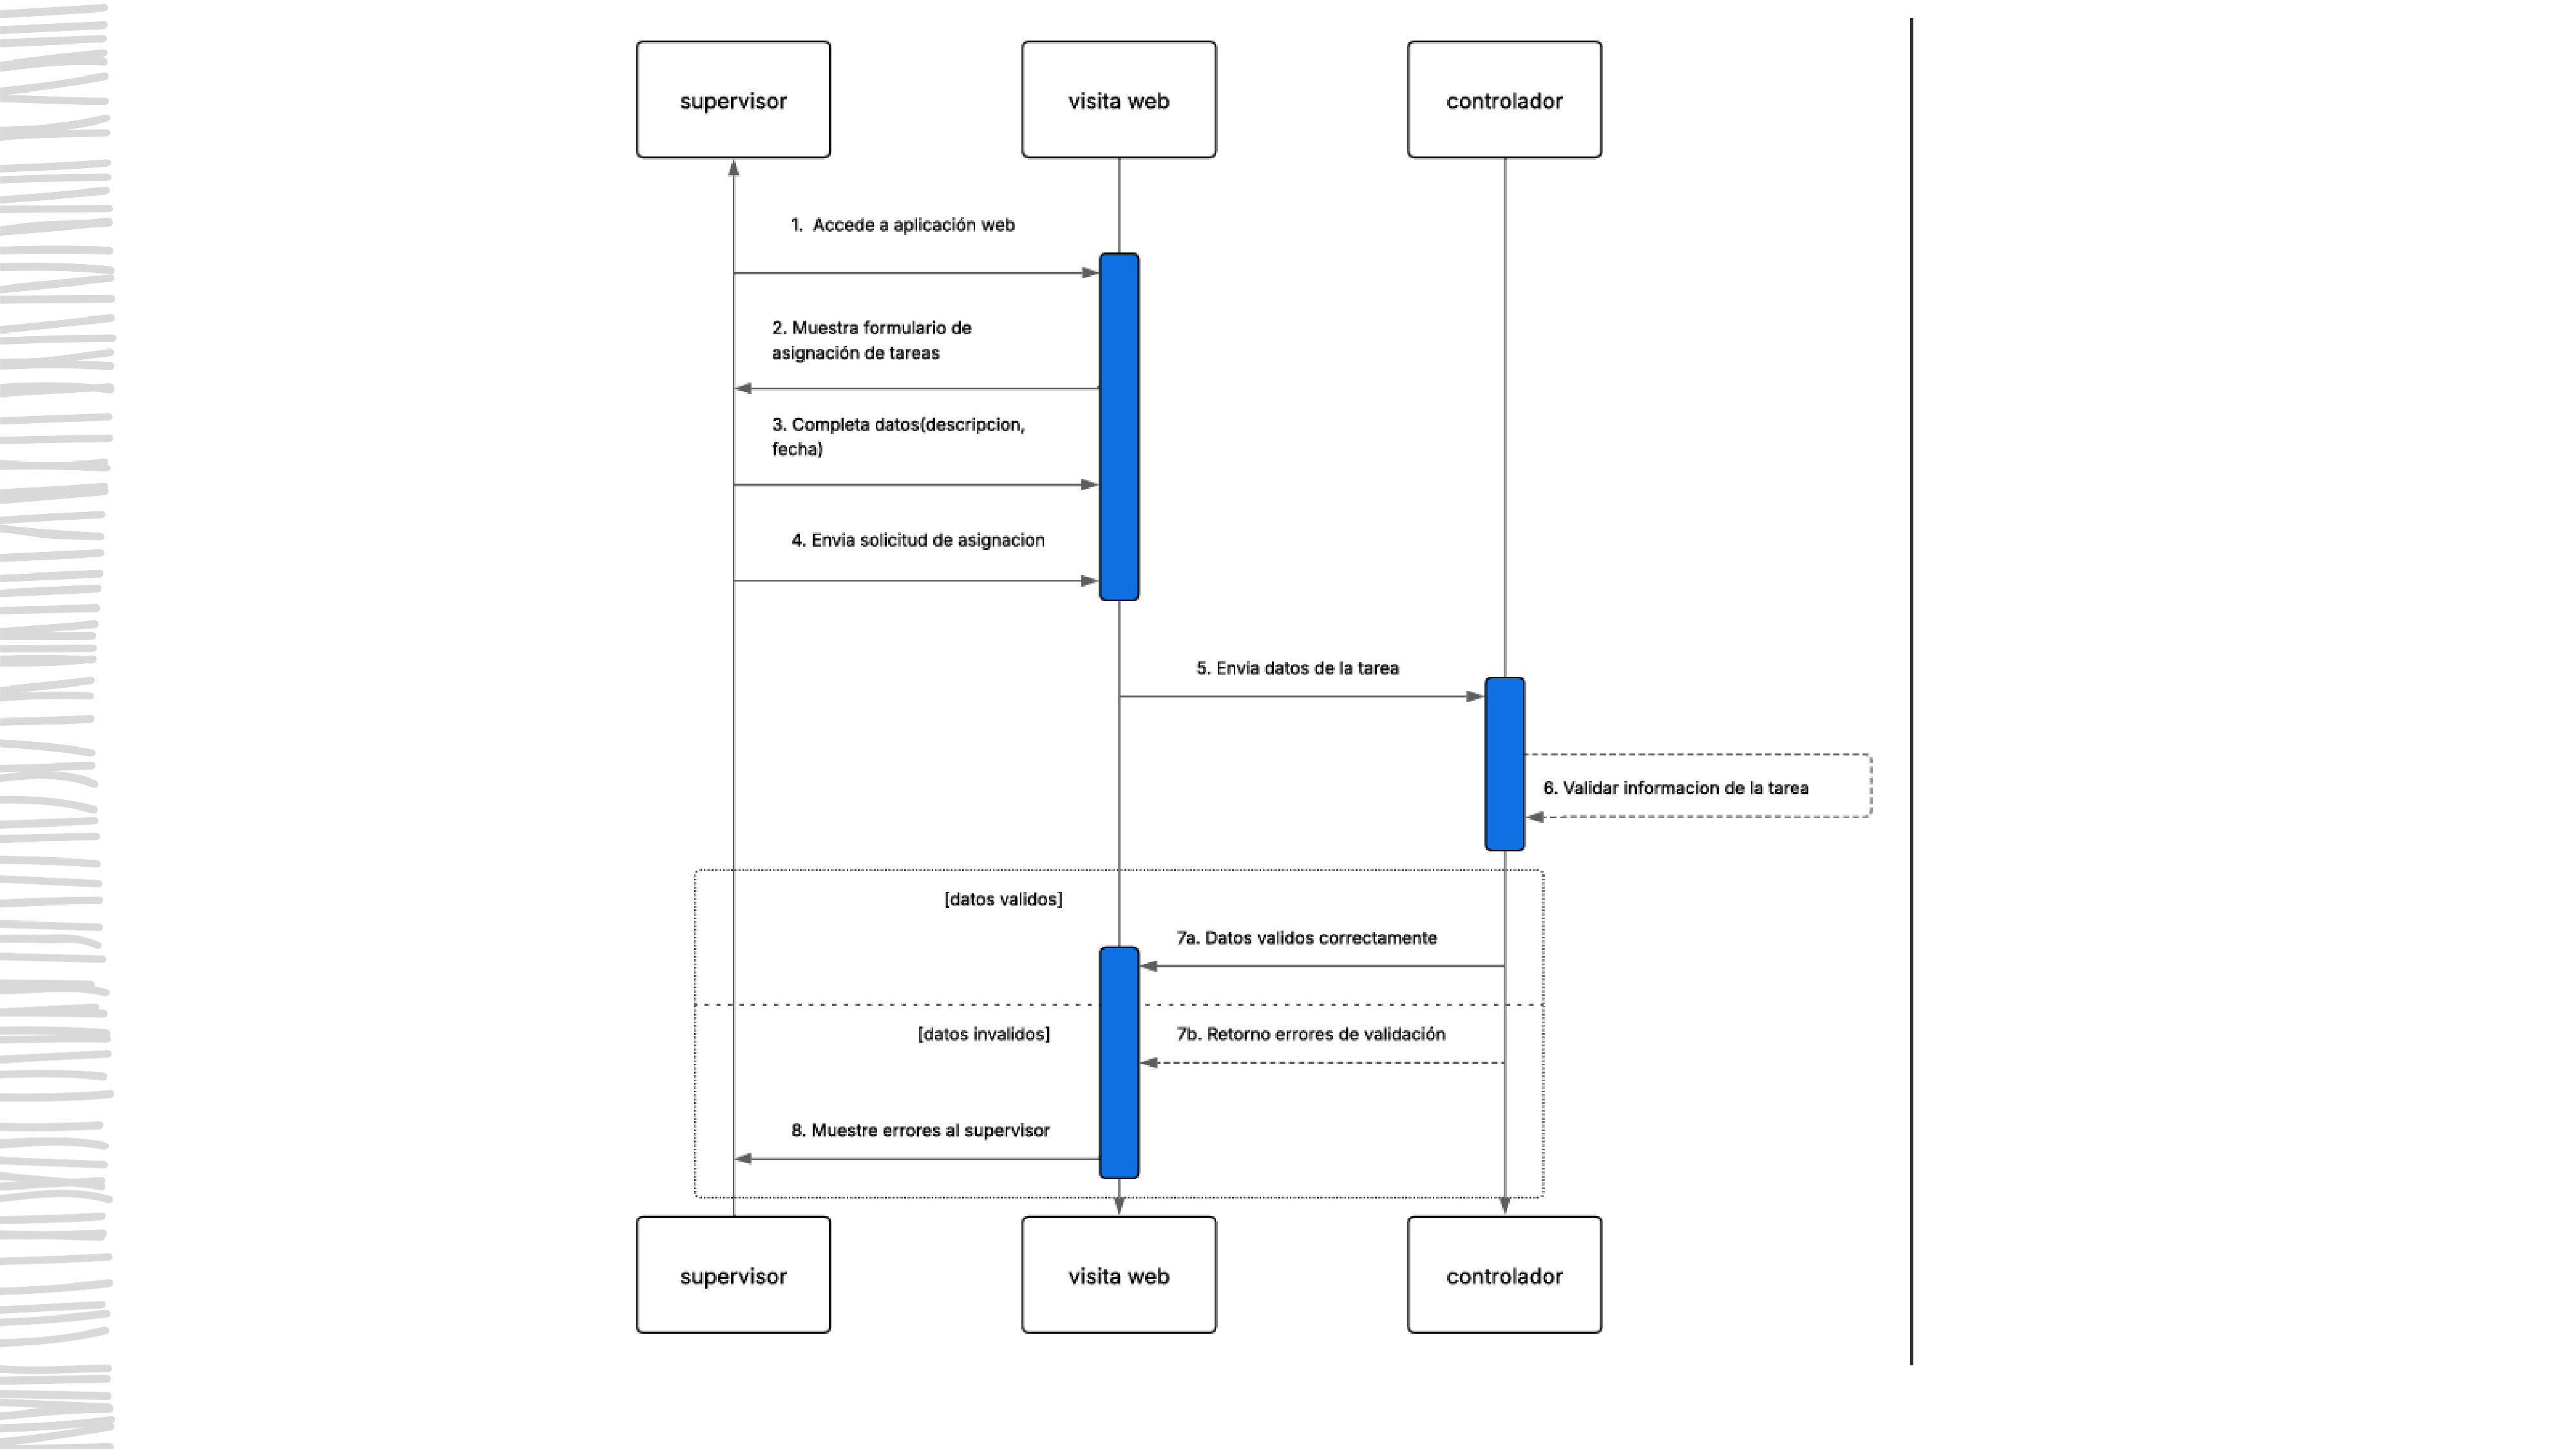 supervisor
visita web
controlador
1. Accede a aplicación web
2. Muestra formulario de
asignación de tareas
3. Completa datos(descripcion,
fecha)
4. Envia solicitud de asignacion
5. Envia datos de la tarea
6. Validar informacion de la tarea
[datos validos]
7a. Datos validos correctamente
[datos invalidos]
7b. Retorno errores de validación
8. Muestre errores al supervisor
supervisor
visita web
controlador